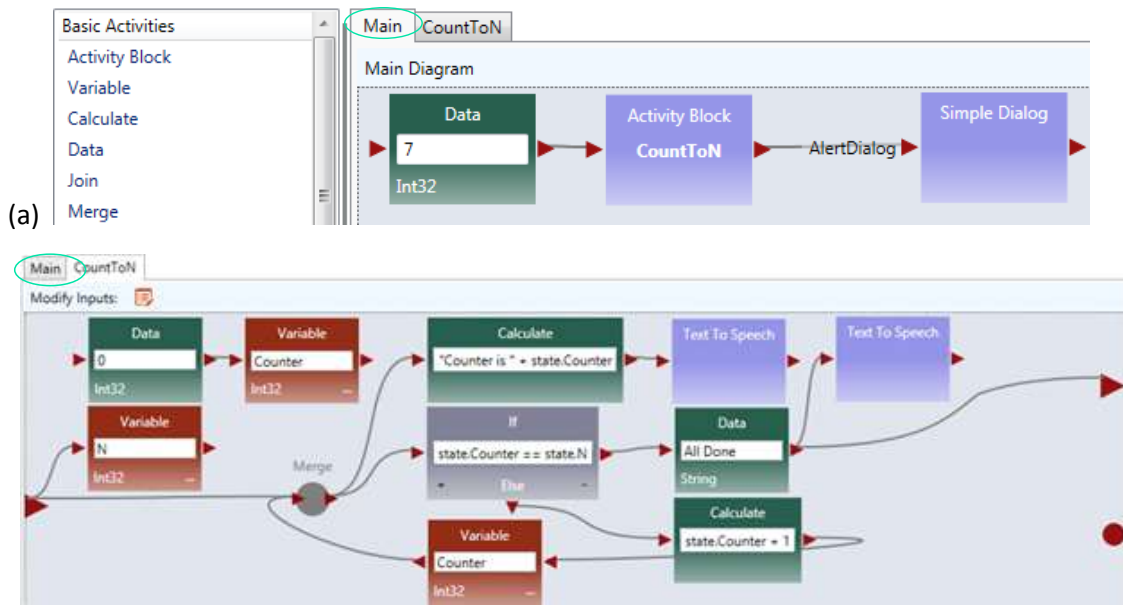 Basic Activities
Activity Block
Variable
Calculate
Data
Join
Merge
(a)
Main CountToN
Main Diagram
Data
7
Int32
Activity Block
CountToN
AlertDialog
Simple Dialog
Main CountToN
Modify Inputs:
Data
0
Int32
Variable
Counter
Int32 ...
Calculate
"Counter is " + state.Counter
Text To Speech
Text To Speech
Variable
N
Int32 ...
Merge
If
state.Counter == state.N
+ Else -
Data
All Done
String
Variable
Counter
Int32 ...
Calculate
state.Counter + 1